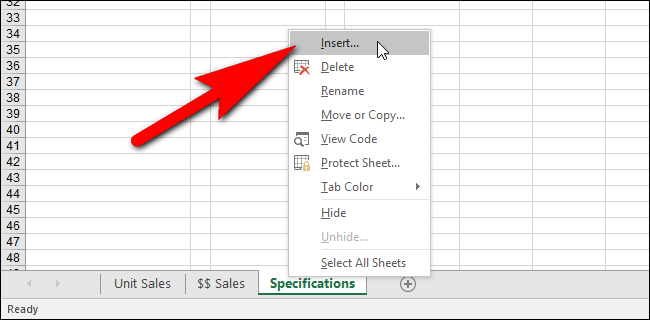 32
33
34
35
36
37
38
39
40
41
42
43
44
45
46
47
48
Insert...
Delete
Rename
Move or Copy...
View Code
Protect Sheet...
Tab Color
Hide
Unhide...
Select All Sheets
Unit Sales $$ Sales Specifications
Ready